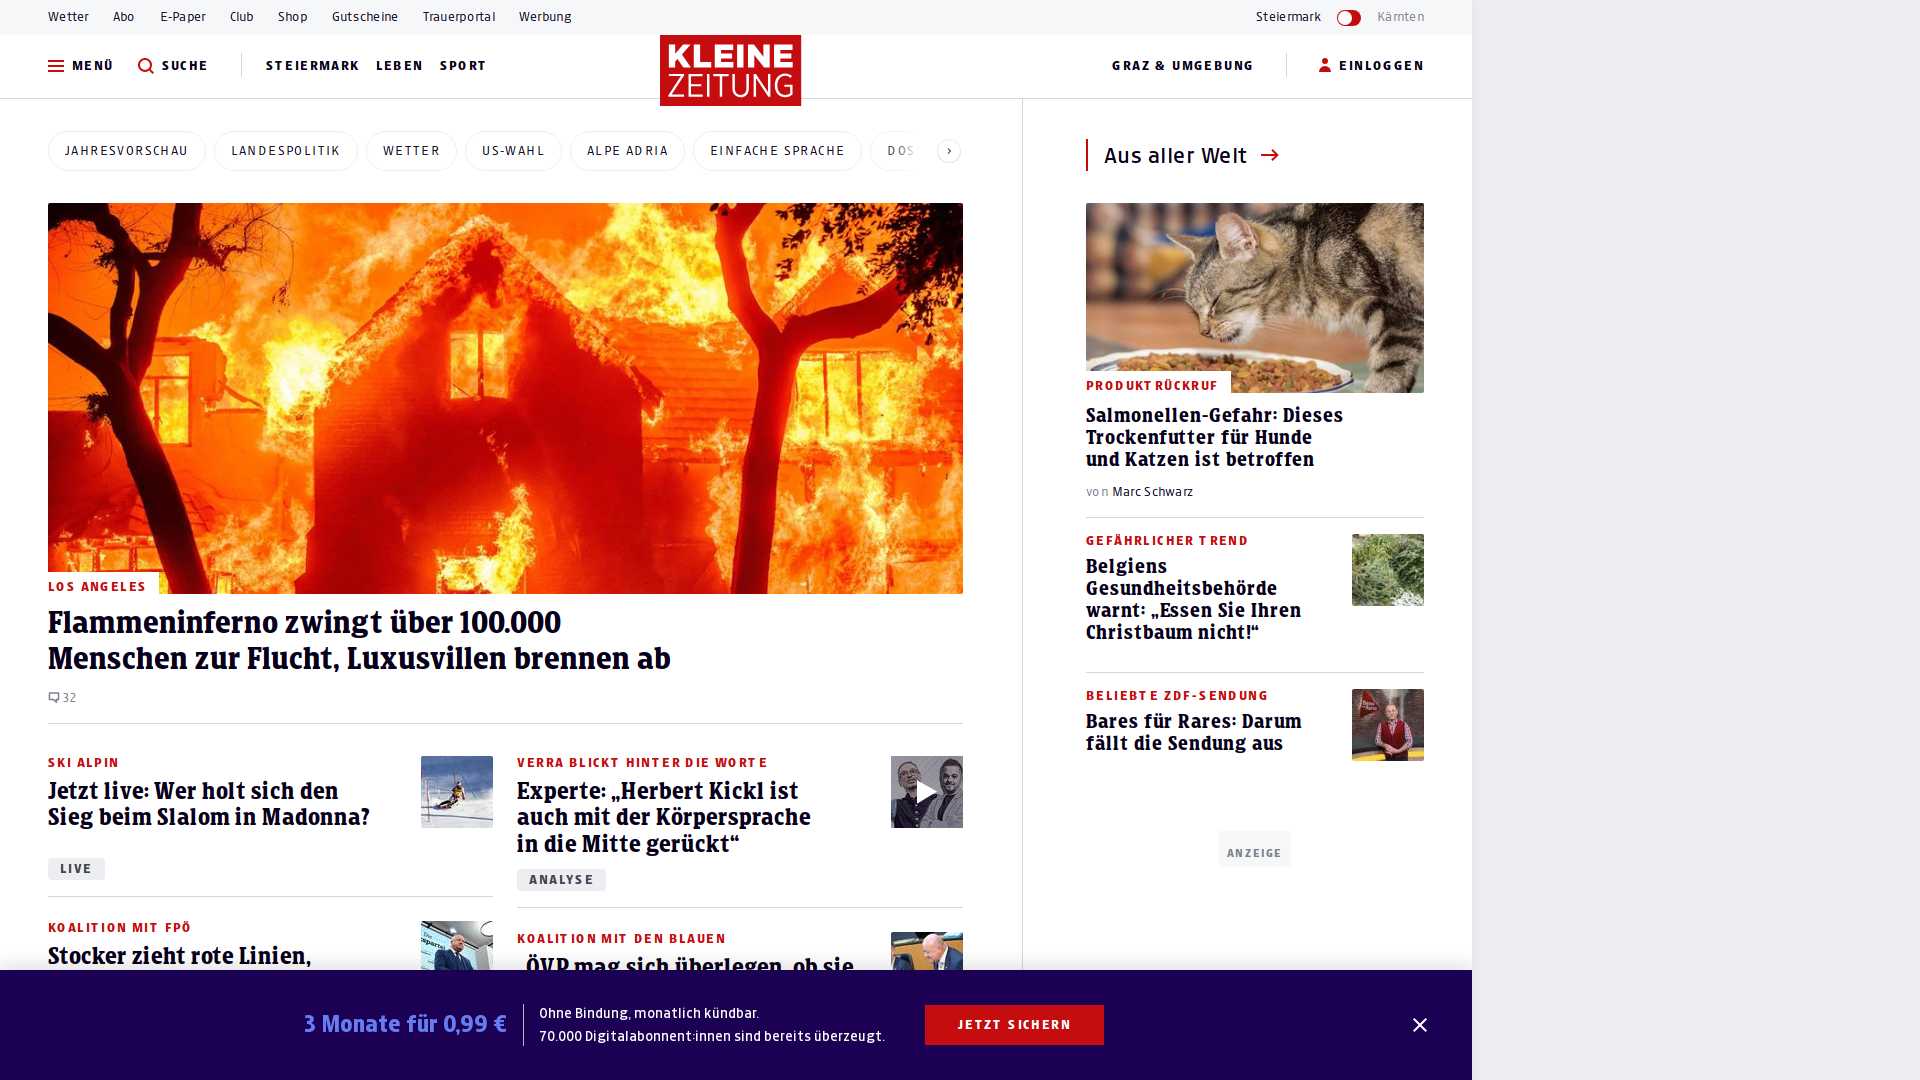 Wetter Abo E-Paper Club Shop Gutscheine Trauerportal Werbung Steiermark Kärnten
MENÜ SUCHE STEIERMARK LEBEN SPORT KLEINE ZEITUNG GRAZ & UMGEBUNG EINLOGGEN
JAHRESVORSCHAU LANDESPOLITIK WETTER US-WAHL ALPE ADRIA EINFACHE SPRACHE DOS
LOS ANGELES
Flammeninferno zwingt über 100.000
Menschen zur Flucht, Luxusvillen brennen ab
32
SKI ALPIN
Jetzt live: Wer holt sich den
Sieg beim Slalom in Madonna?
LIVE
VERRA BLICKT HINTER DIE WORTE
Experte: „Herbert Kickl ist
auch mit der Körpersprache
in die Mitte gerückt“
ANALYSE
KOALITION MIT FPÖ
Stocker zieht rote Linien,
KOALITION MIT DEN BLAUEN
ÖVP mag sich überlegen, ob sie
Aus aller Welt
PRODUKTRÜCKRUF
Salmonellen-Gefahr: Dieses
Trockenfutter für Hunde
und Katzen ist betroffen
von Marc Schwarz
GEFÄHRLICHER TREND
Belgiens
Gesundheitsbehörde
warnt: „Essen Sie Ihren
Christbaum nicht!“
BELIEBTE ZDF-SENDUNG
Bares für Rares: Darum
fällt die Sendung aus
ANZEIGE
3 Monate für 0,99 €
Ohne Bindung, monatlich kündbar.
70.000 Digitalabonnent:innen sind bereits überzeugt.
JETZT SICHERN